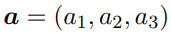 a = (a₁, a₂, a₃)